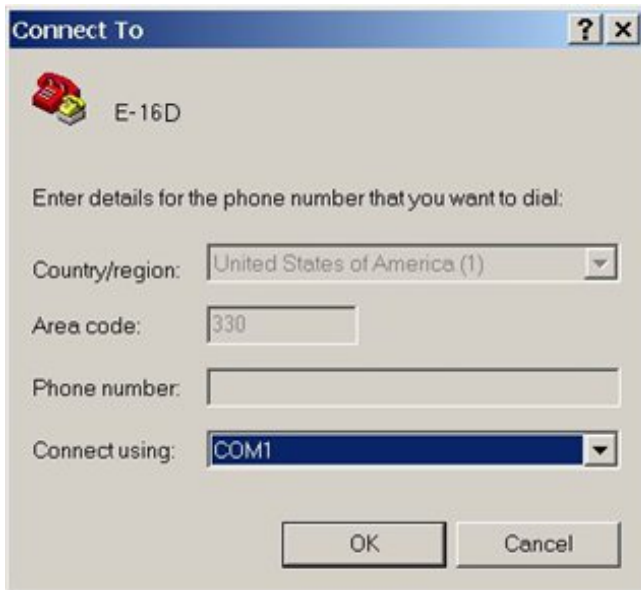 Connect To
E-16D
Enter details for the phone number that you want to dial:
Country/region: United States of America (1)
Area code: 330
Phone number:
Connect using: COM1
OK Cancel